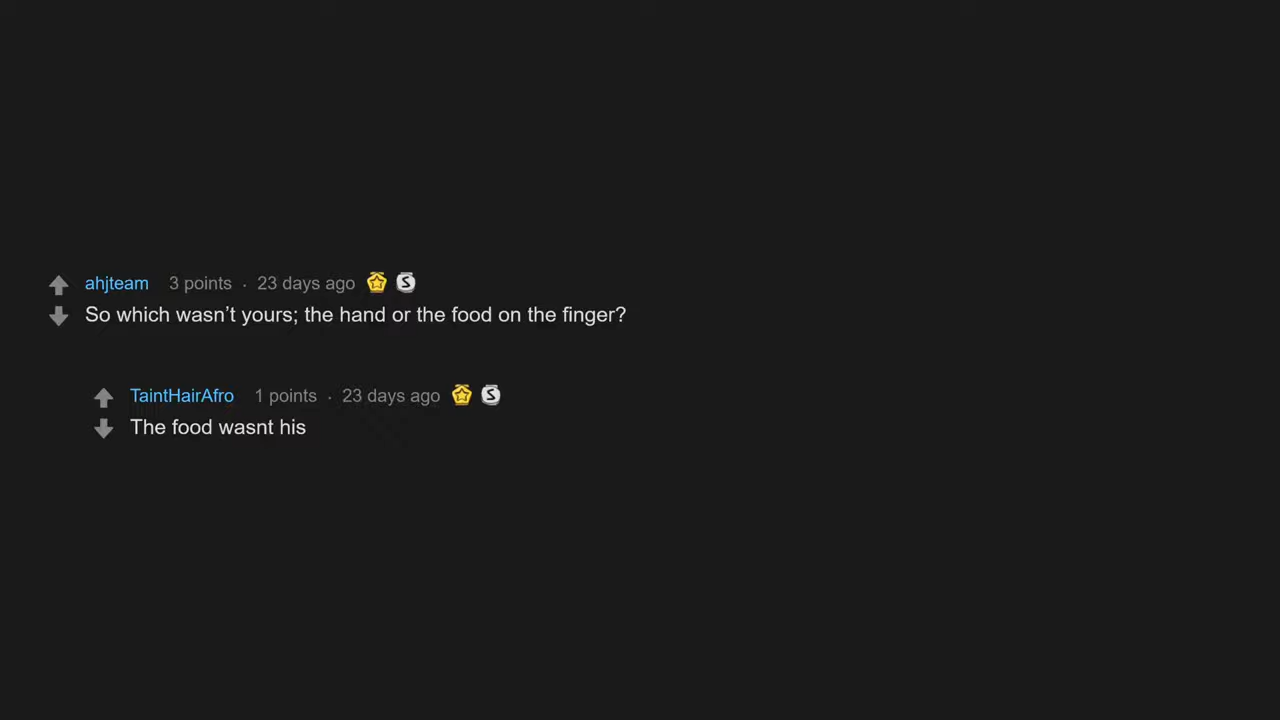 ahjteam 3 points · 23 days ago
So which wasn’t yours; the hand or the food on the finger?
TaintHairAfro 1 points · 23 days ago
The food wasnt his